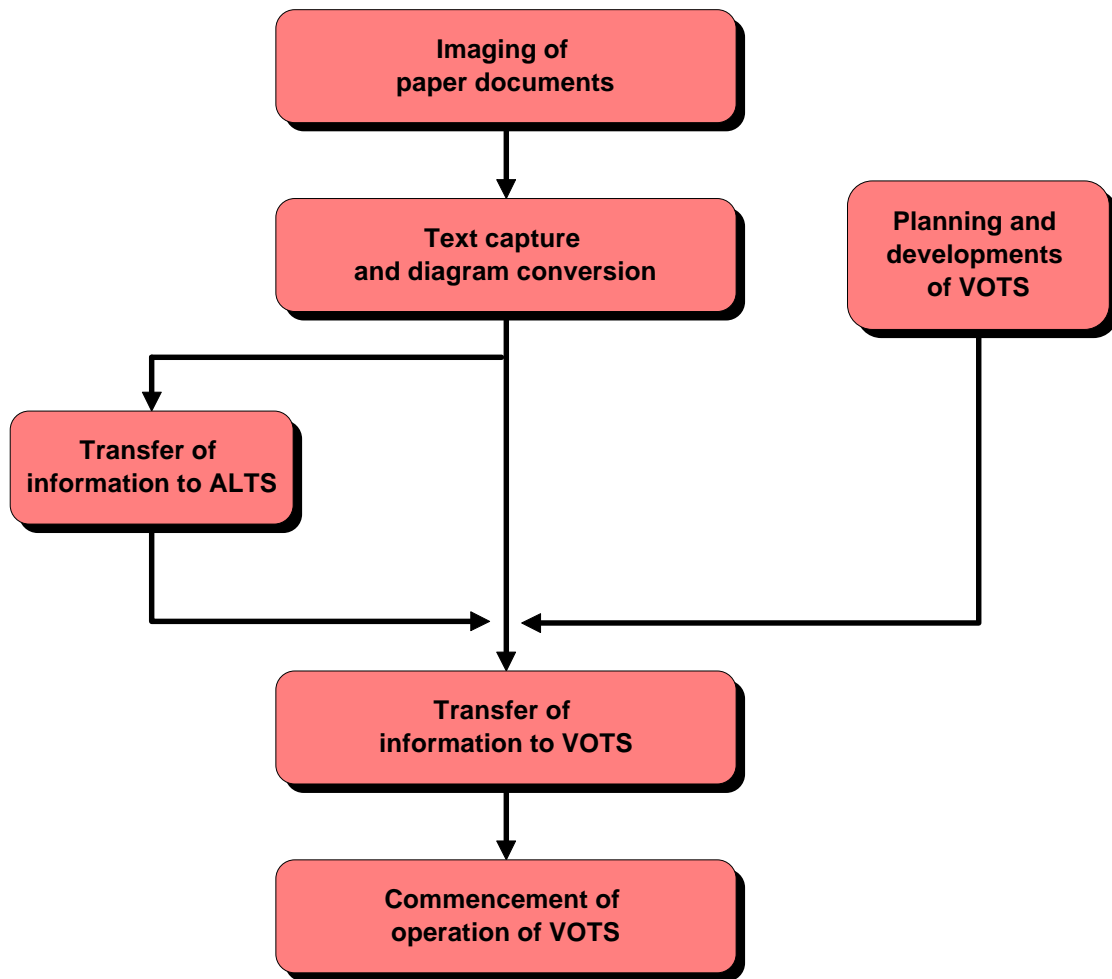 Imaging of
paper documents
Text capture
and diagram conversion
Planning and
developments
of VOTS
Transfer of
information to ALTS
Transfer of
information to VOTS
Commencement of
operation of VOTS